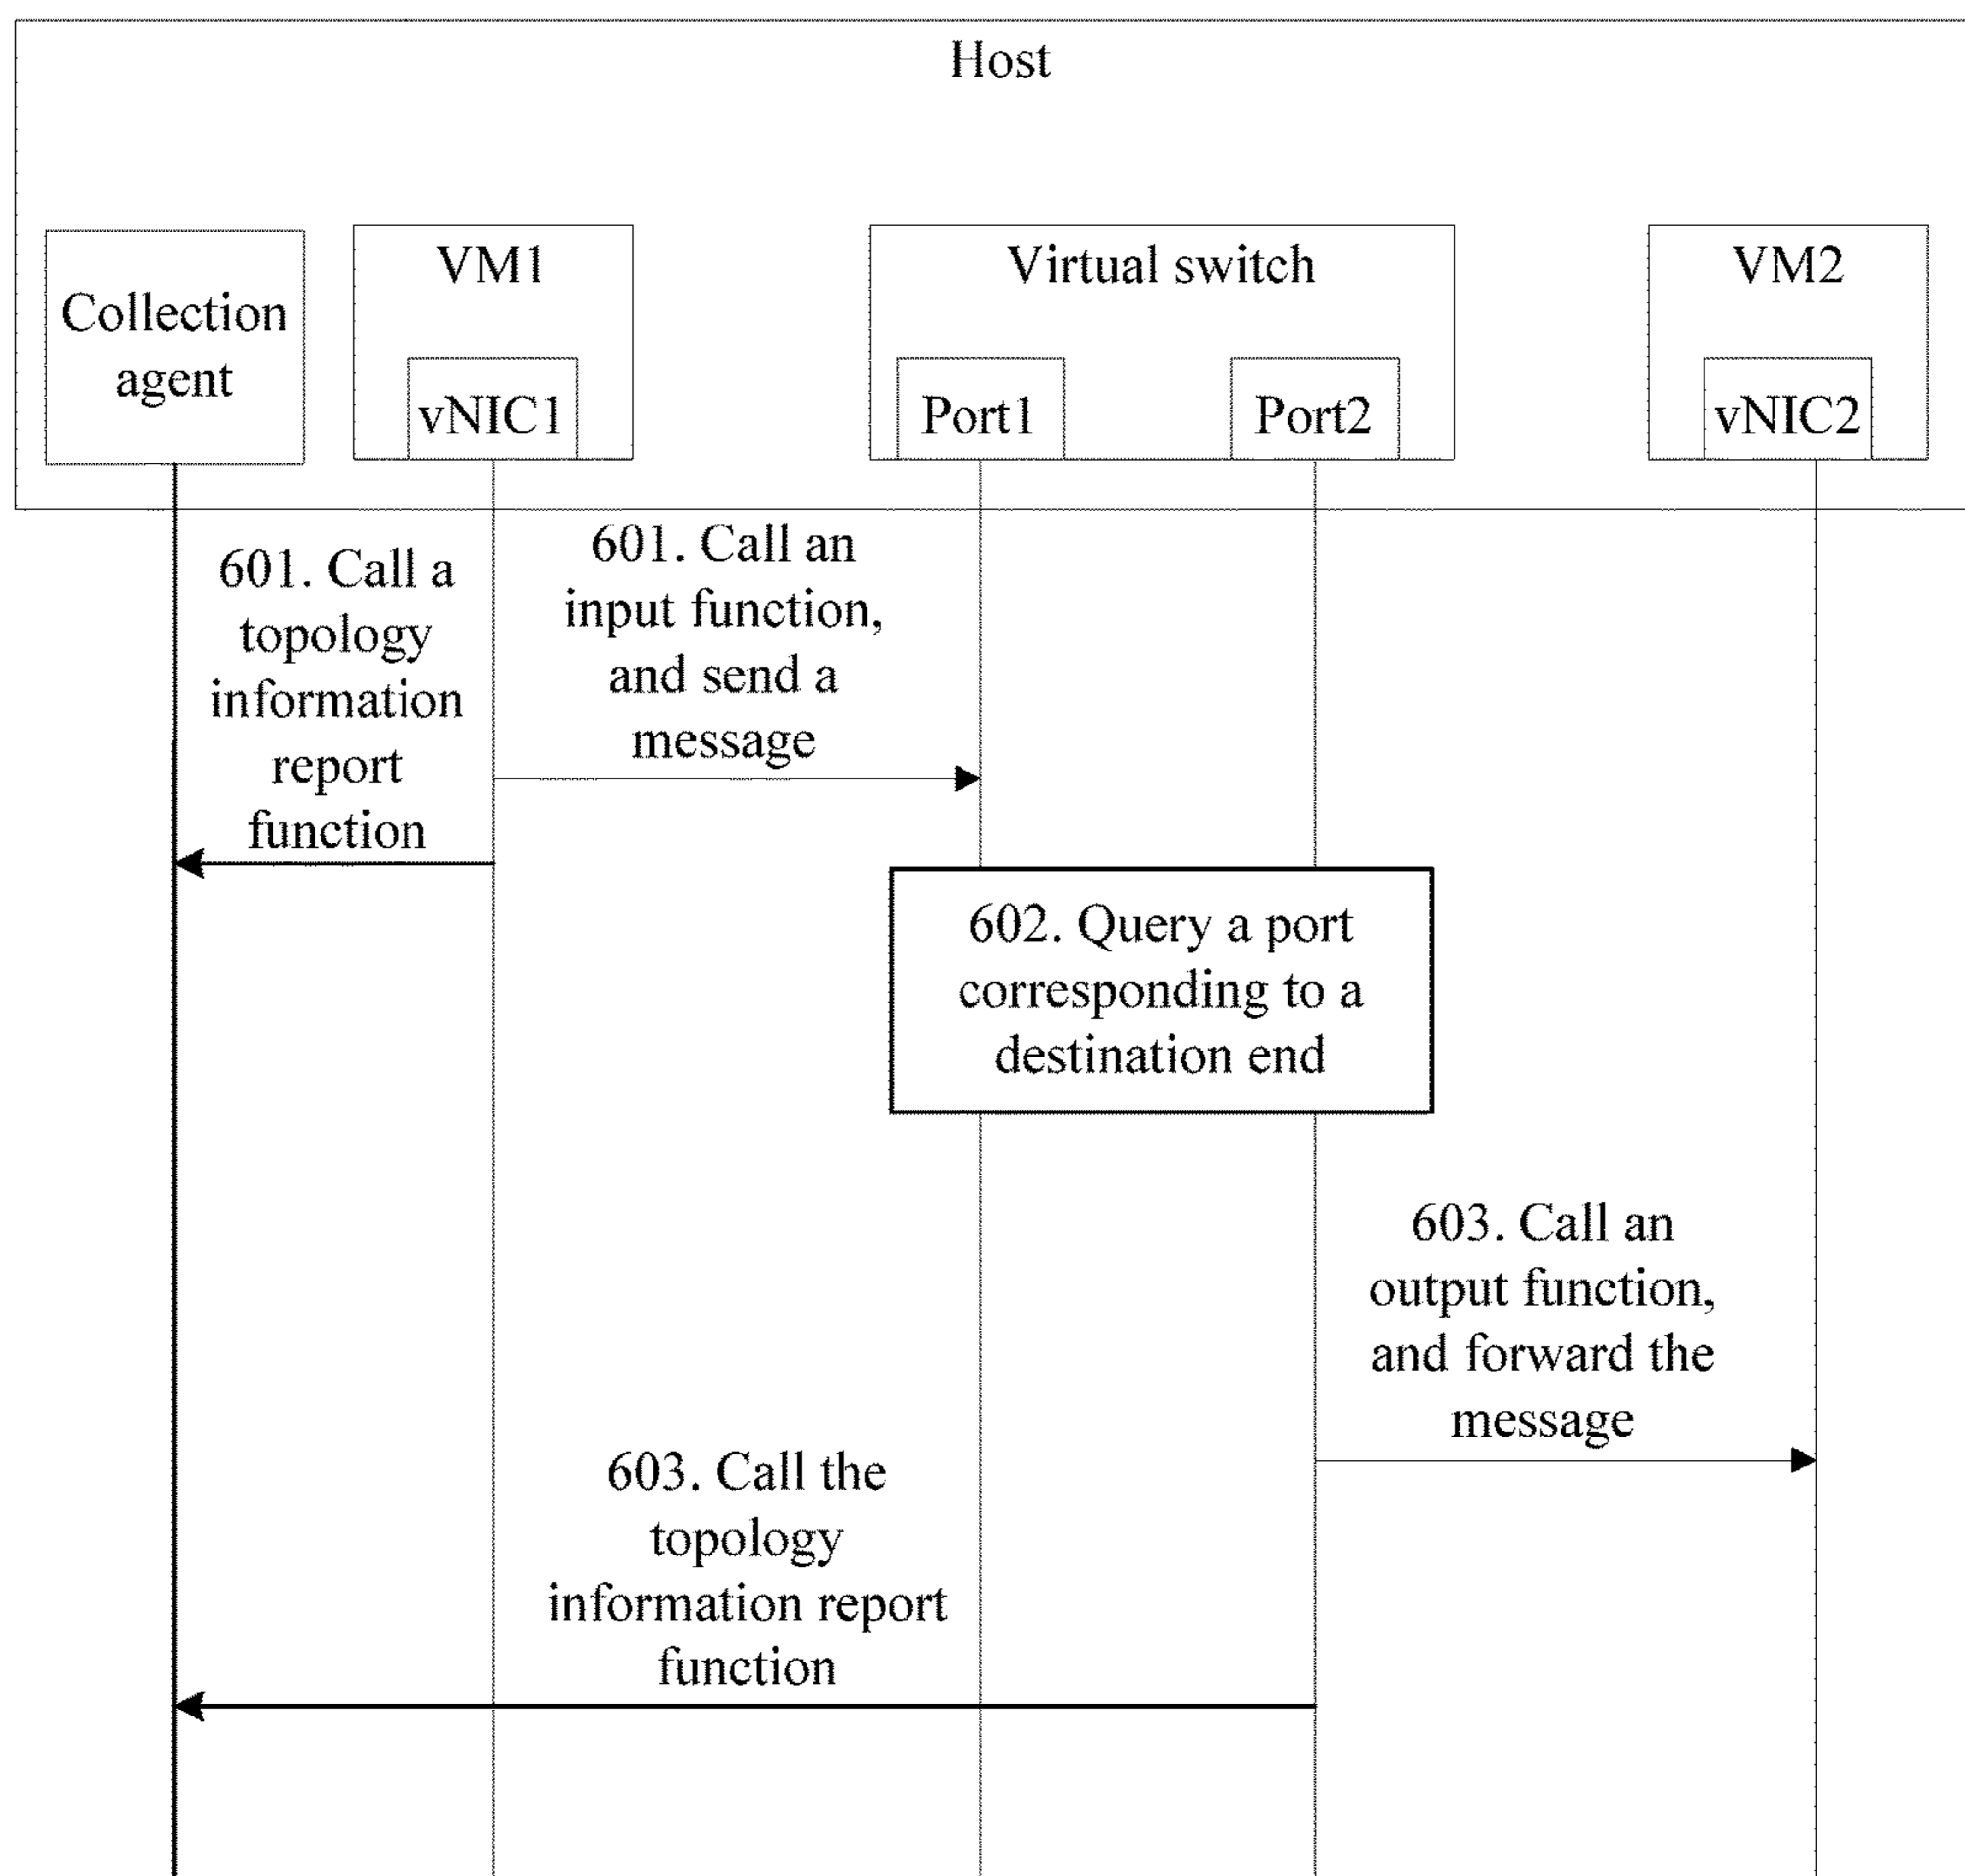 Host
Collection
agent
VM1
vNIC1
Virtual switch
Port1
Port2
VM2
vNIC2
601. Call a
topology
information
report
function
601. Call an
input function,
and send a
message
602. Query a port
corresponding to a
destination end
603. Call an
output function,
and forward the
message
603. Call the
topology
information report
function